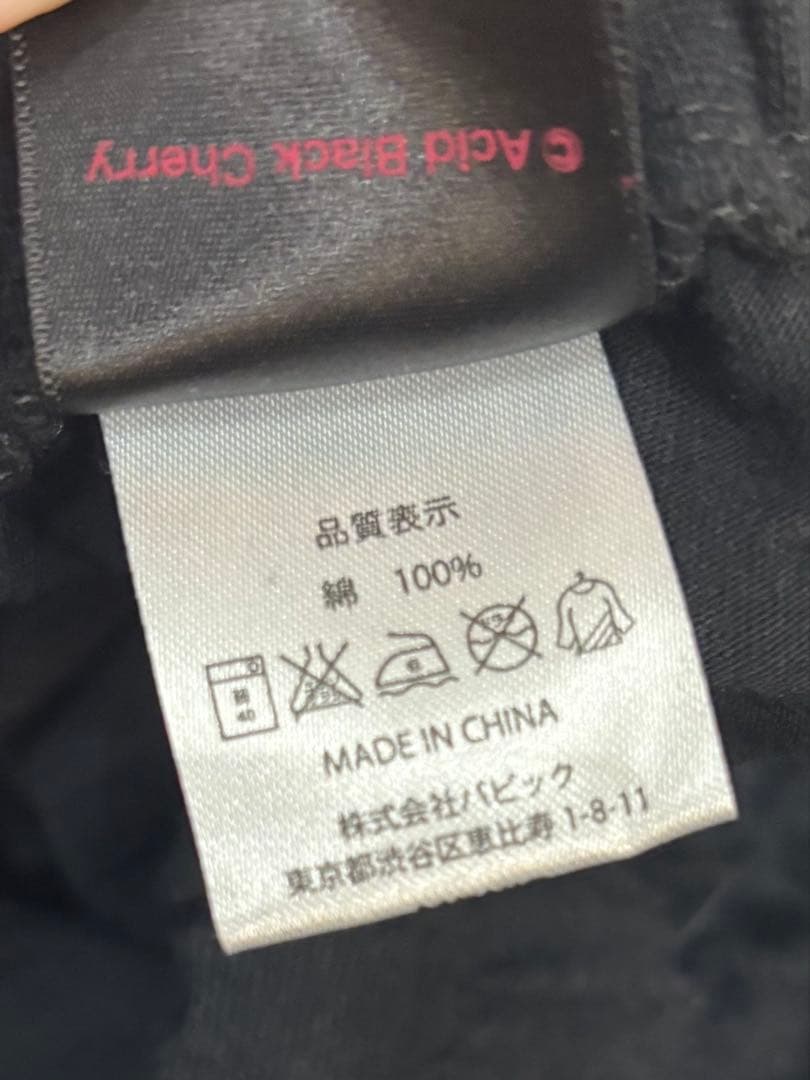 © Acid Black Cherry
品質表示
綿 100%
40
MADE IN CHINA
株式会社バビック
東京都渋谷区恵比寿 1-8-11